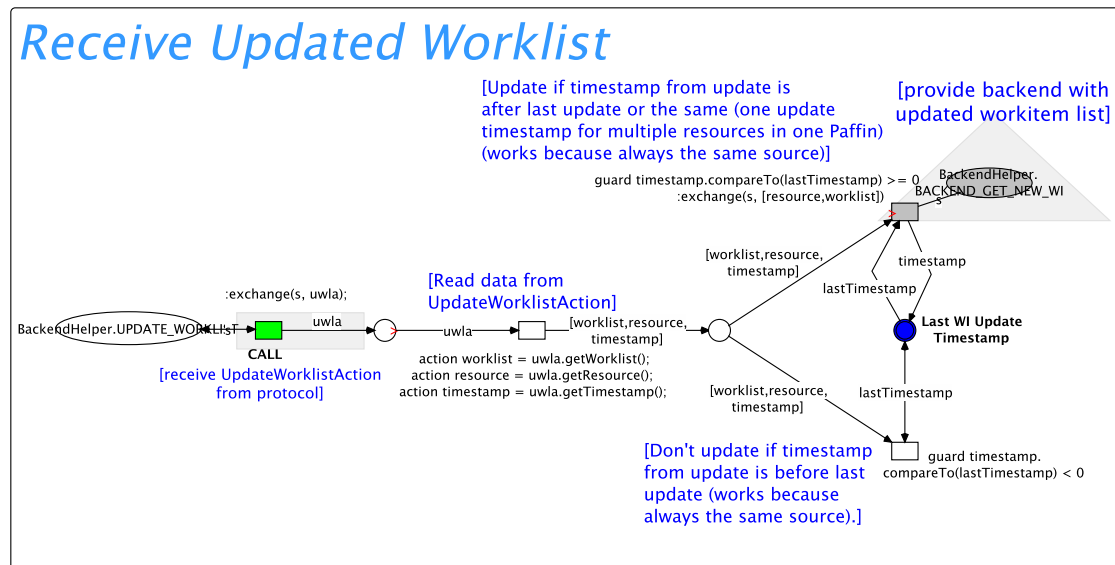 Receive Updated Worklist
[Update if timestamp from update is
after last update or the same (one update
timestamp for multiple resources in one Paffin)
(works because always the same source)]
[provide backend with
updated workitem list]
guard timestamp.compareTo(lastTimestamp) >= 0
:exchange(s, [resource,worklist])
BackendHelper.
BACKEND_GET_NEW_WI
s
[worklist,resource,
timestamp]
timestamp
lastTimestamp
[Read data from
UpdateWorklistAction]
:exchange(s, uwla);
BackendHelper.UPDATE_WORKLIST
s
uwla
CALL
[receive UpdateWorklistAction
from protocol]
uwla
[worklist,resource,
timestamp]
action worklist = uwla.getWorklist();
action resource = uwla.getResource();
action timestamp = uwla.getTimestamp();
Last WI Update
Timestamp
[worklist,resource,
timestamp]
lastTimestamp
[Don't update if timestamp
from update is before last
update (works because
always the same source).]
guard timestamp.
compareTo(lastTimestamp) < 0